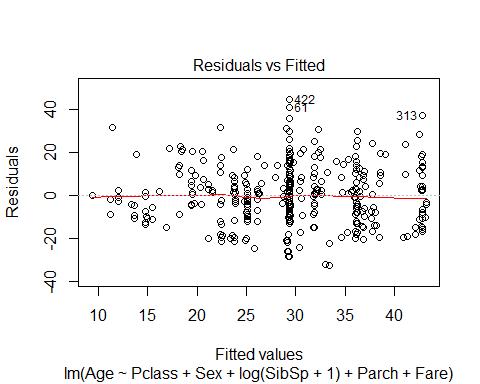 Residuals vs Fitted
Residuals
40
20
0
-20
-40
422
61
313
10 15 20 25 30 35 40
Fitted values
lm(Age ~ Pclass + Sex + log(SibSp + 1) + Parch + Fare)